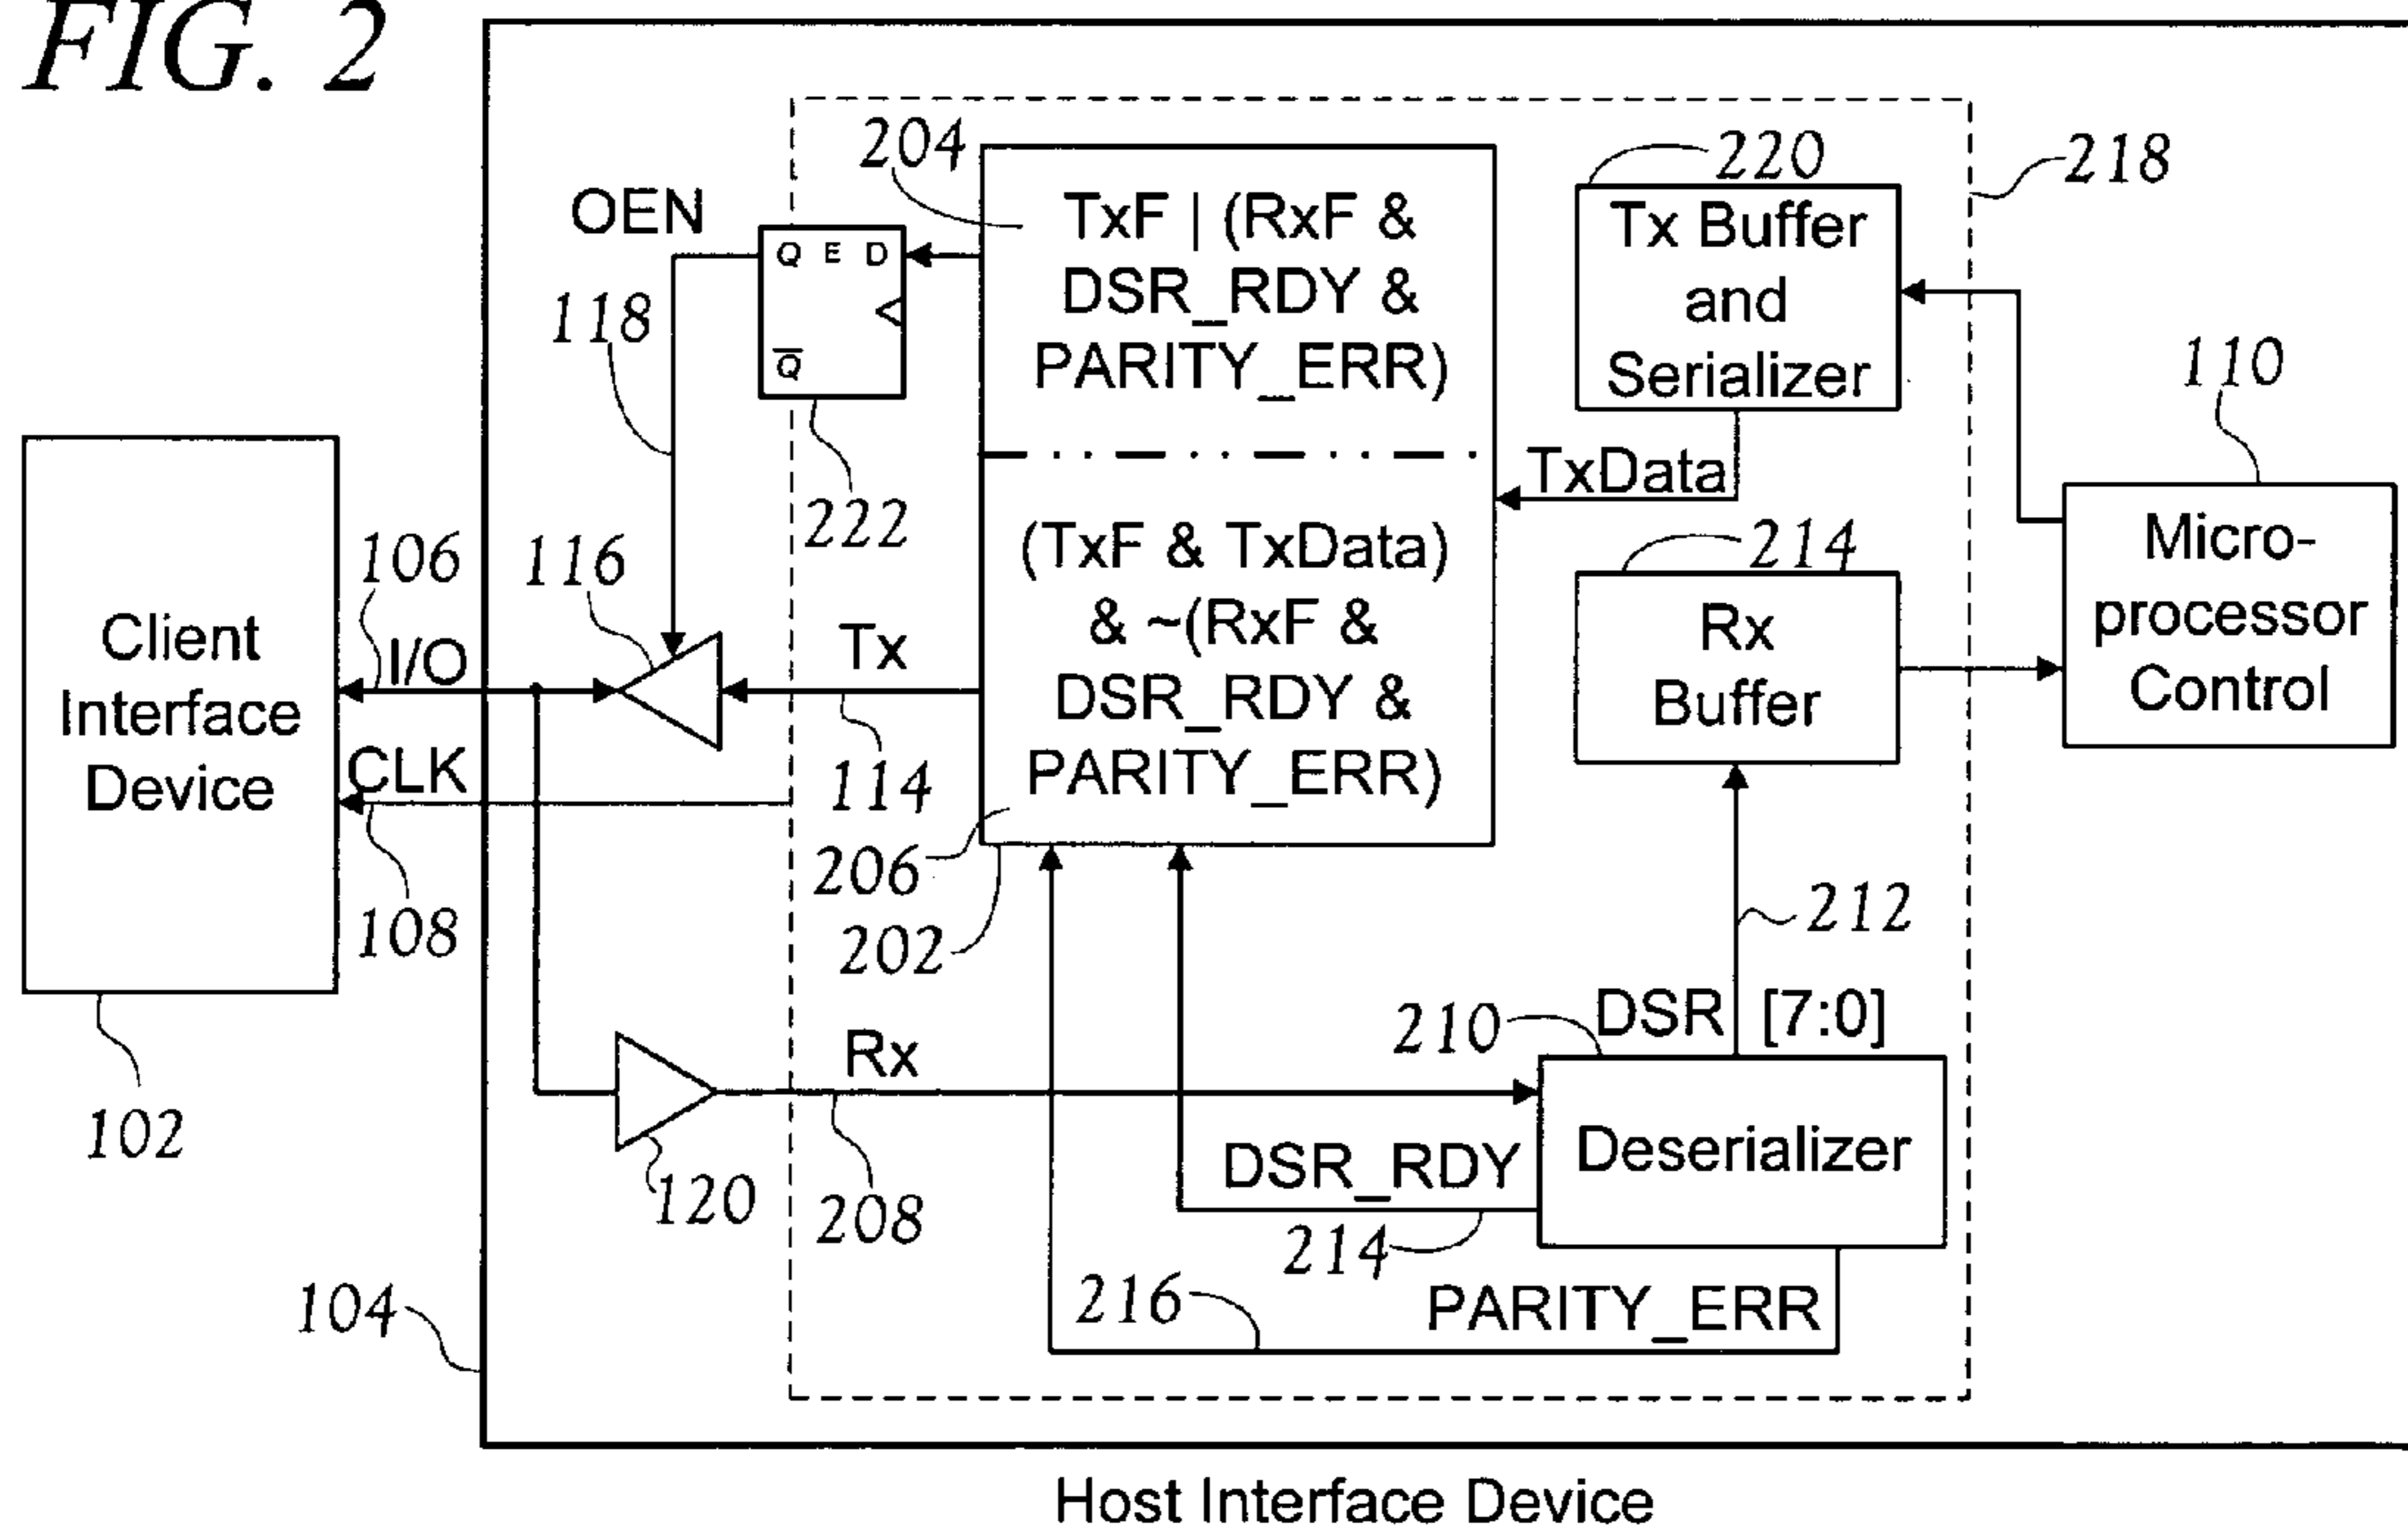 FIG. 2
204
220
218
OEN
Q E D
Q̅
118
222
TxF | (RxF &
DSR_RDY &
PARITY_ERR)
Tx Buffer
and
Serializer
110
TxData
(TxF & TxData)
& ~(RxF &
DSR_RDY &
PARITY_ERR)
214
Rx
Buffer
Micro-
processor
Control
106
116
Client
Interface
Device
I/O
CLK
Tx
114
108
206
202
212
102
210
DSR [7:0]
Rx
120
208
Deserializer
DSR_RDY
214
216
PARITY_ERR
104
Host Interface Device